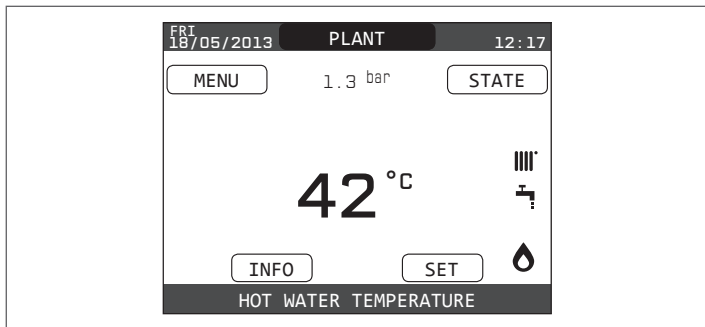 FRI
18/05/2013 PLANT 12:17
MENU 1.3 bar STATE
42 °C
INFO SET
HOT WATER TEMPERATURE